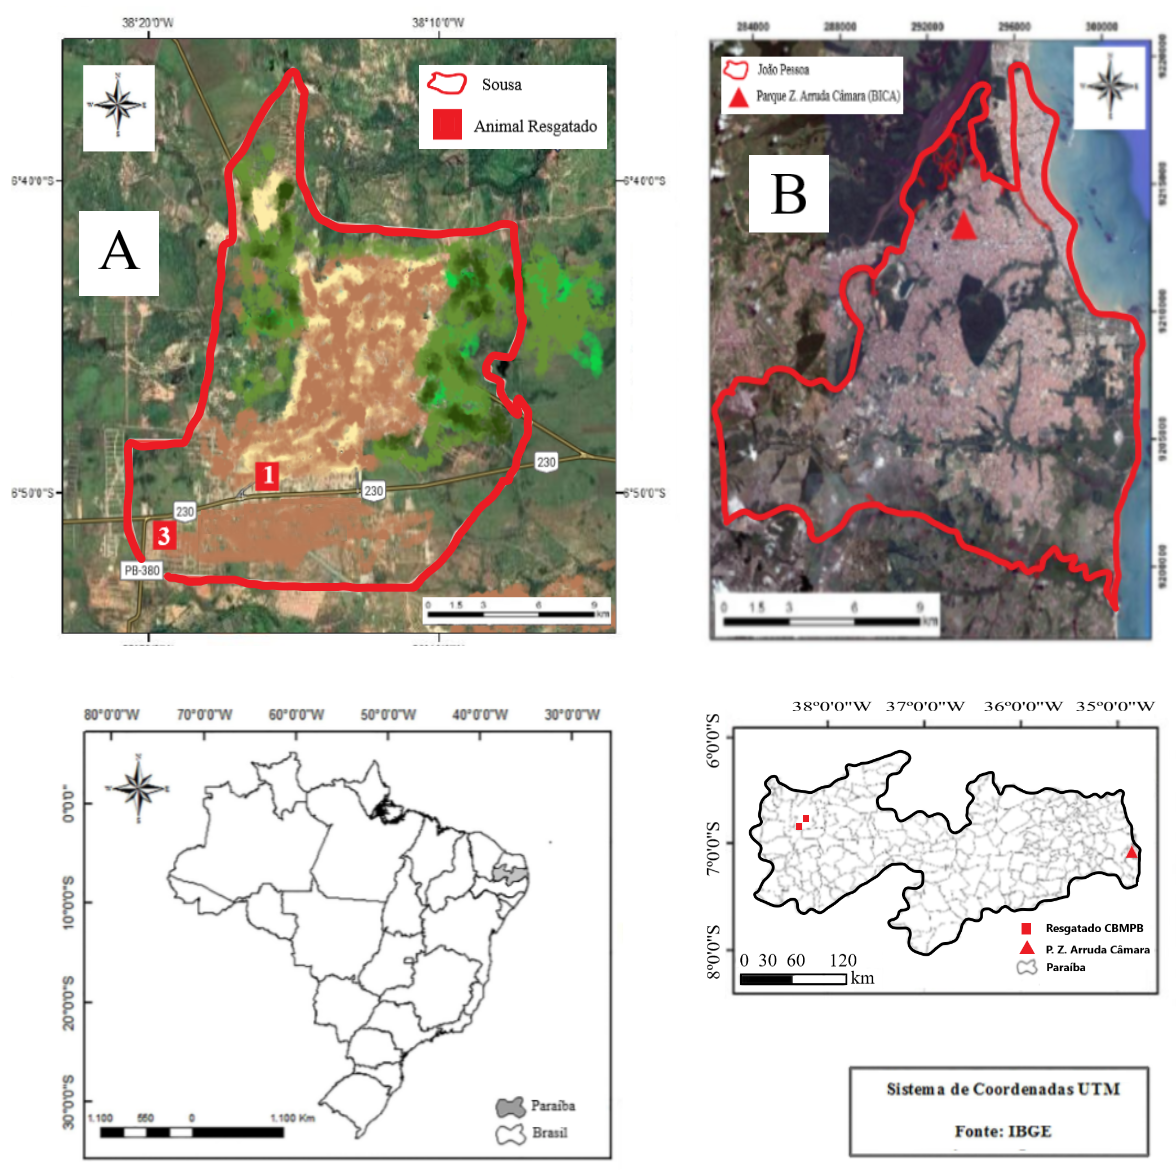 38°20'0"W
38°10'0"W
Sousa
Animal Resgatado
6°40'0"S
6°40'0"S
A
1
230
230
230
6°50'0"S
6°50'0"S
3
PB-380
0 1.5 3 6 9
km
284000 288000 292000 296000 300000
João Pessoa
Parque Z. Arruda Câmara (BICA)
B
0 3 6 9
km
80°0'0"W 70°0'0"W 60°0'0"W 50°0'0"W 40°0'0"W 30°0'0"W
0°0'0"
10°0'0"S
20°0'0"S
30°0'0"S
1.100 550 0 1.100 Km
Paraíba
Brasil
38°0'0"W 37°0'0"W 36°0'0"W 35°0'0"W
6°0'0"S
7°0'0"S
8°0'0"S
Resgatado CBMPB
P. Z. Arruda Câmara
Paraíba
0 30 60 120
km
Sistema de Coordenadas UTM
Fonte: IBGE